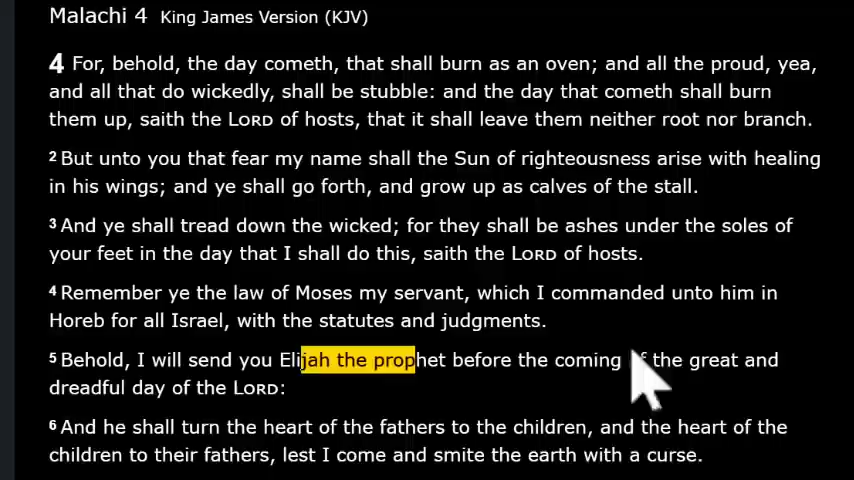 Malachi 4 King James Version (KJV)
4 For, behold, the day cometh, that shall burn as an oven; and all the proud, yea,
and all that do wickedly, shall be stubble: and the day that cometh shall burn
them up, saith the LORD of hosts, that it shall leave them neither root nor branch.
2 But unto you that fear my name shall the Sun of righteousness arise with healing
in his wings; and ye shall go forth, and grow up as calves of the stall.
3 And ye shall tread down the wicked; for they shall be ashes under the soles of
your feet in the day that I shall do this, saith the LORD of hosts.
4 Remember ye the law of Moses my servant, which I commanded unto him in
Horeb for all Israel, with the statutes and judgments.
5 Behold, I will send you Elijah the prophet before the coming of the great and
dreadful day of the LORD:
6 And he shall turn the heart of the fathers to the children, and the heart of the
children to their fathers, lest I come and smite the earth with a curse.